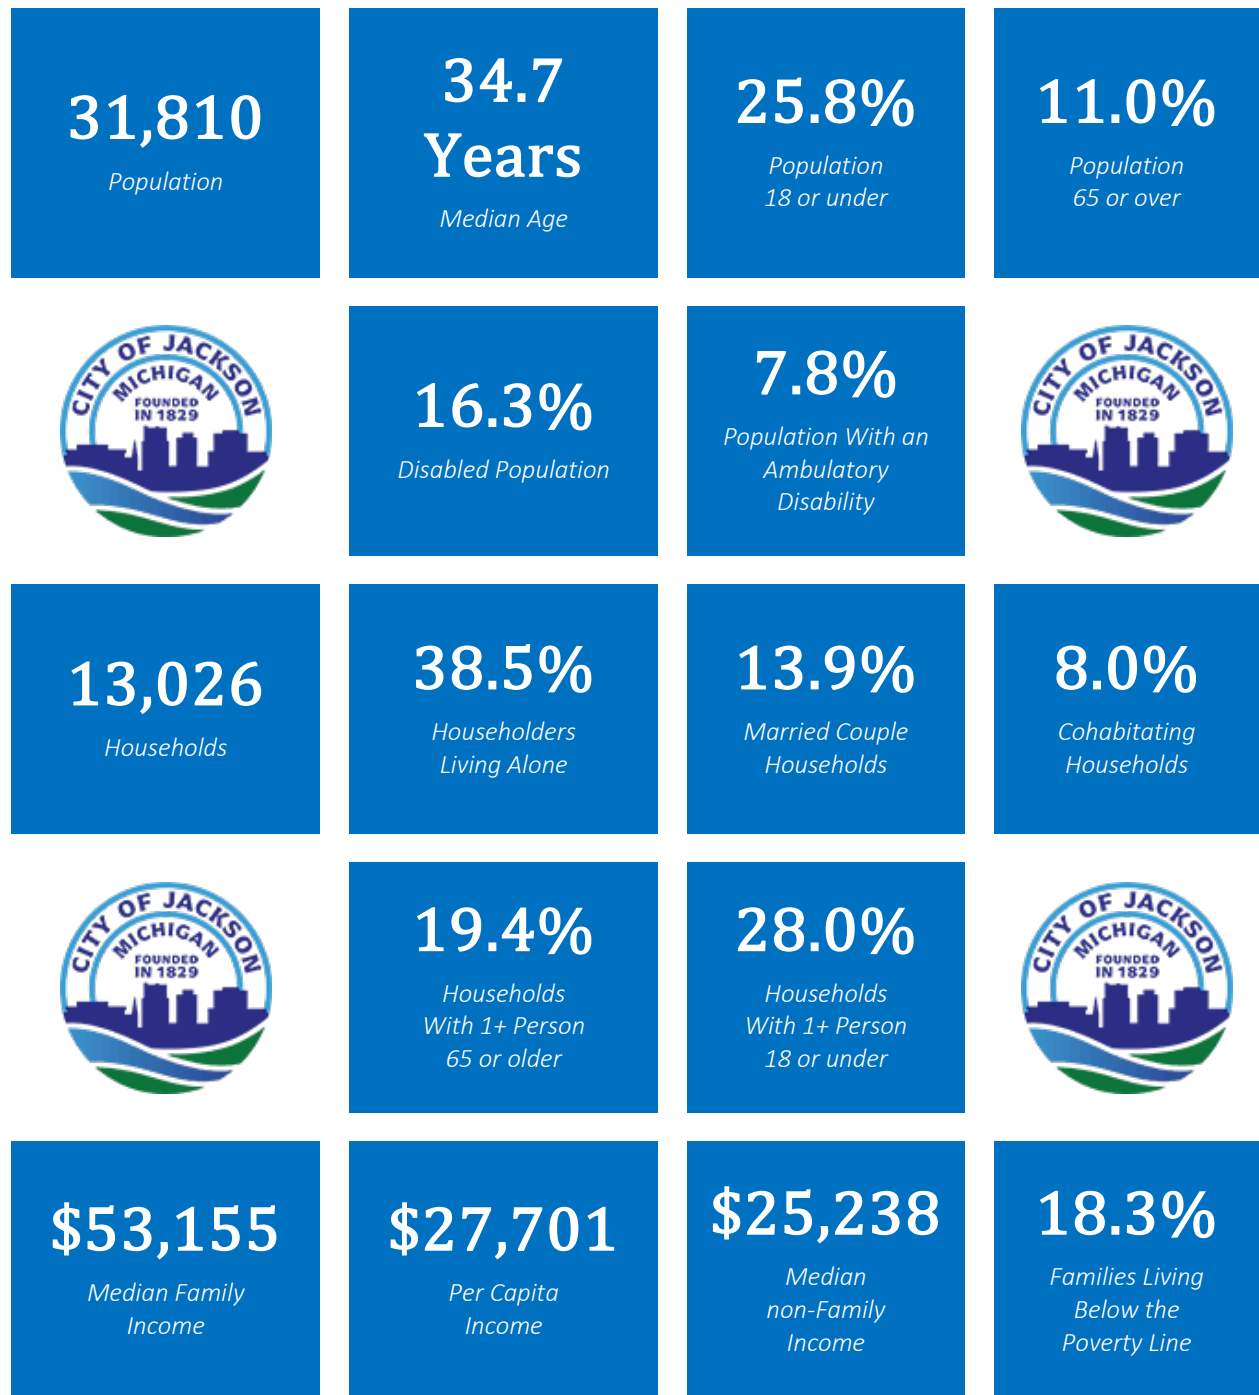 31,810
Population
34.7
Years
Median Age
25.8%
Population
18 or under
11.0%
Population
65 or over
CITY OF JACKSON
MICHIGAN
FOUNDED
IN 1829
16.3%
Disabled Population
7.8%
Population With an
Ambulatory
Disability
CITY OF JACKSON
MICHIGAN
FOUNDED
IN 1829
13,026
Households
38.5%
Householders
Living Alone
13.9%
Married Couple
Households
8.0%
Cohabitating
Households
CITY OF JACKSON
MICHIGAN
FOUNDED
IN 1829
19.4%
Households
With 1+ Person
65 or older
28.0%
Households
With 1+ Person
18 or under
CITY OF JACKSON
MICHIGAN
FOUNDED
IN 1829
$53,155
Median Family
Income
$27,701
Per Capita
Income
$25,238
Median
non-Family
Income
18.3%
Families Living
Below the
Poverty Line